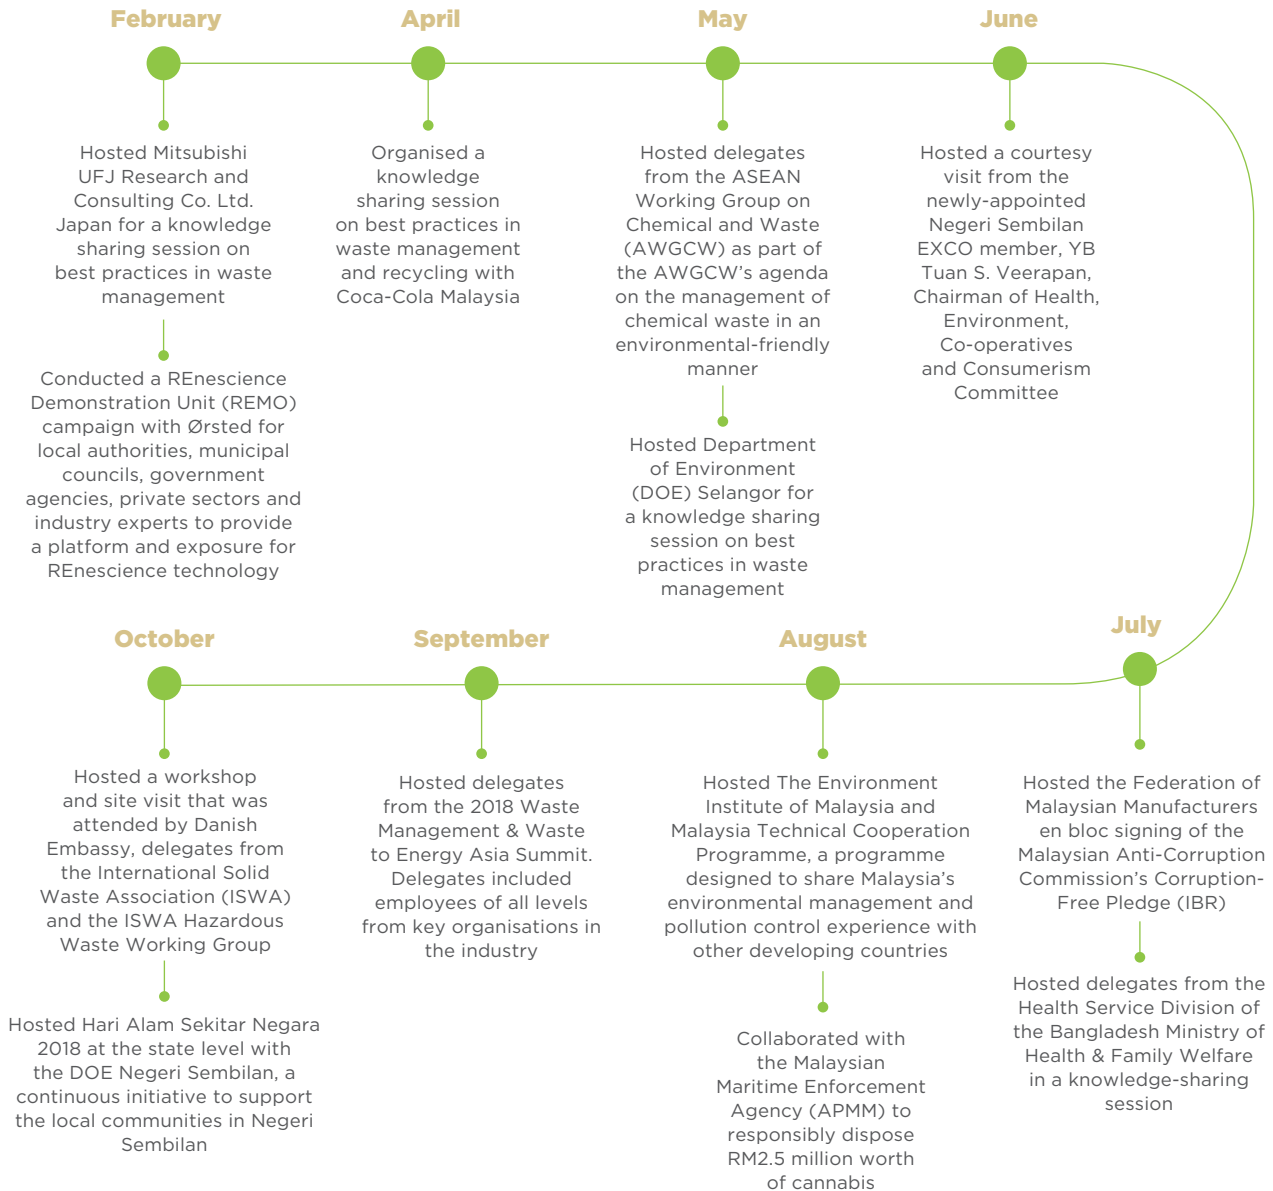 February
Hosted Mitsubishi
UFJ Research and
Consulting Co. Ltd.
Japan for a knowledge
sharing session on
best practices in waste
management
Conducted a REnescience
Demonstration Unit (REMO)
campaign with Ørsted for
local authorities, municipal
councils, government
agencies, private sectors and
industry experts to provide
a platform and exposure for
REnescience technology
April
Organised a
knowledge
sharing session
on best practices in
waste management
and recycling with
Coca-Cola Malaysia
May
Hosted delegates
from the ASEAN
Working Group on
Chemical and Waste
(AWGCW) as part of
the AWGCW’s agenda
on the management of
chemical waste in an
environmental-friendly
manner
Hosted Department
of Environment
(DOE) Selangor for
a knowledge sharing
session on best
practices in waste
management
June
Hosted a courtesy
visit from the
newly-appointed
Negeri Sembilan
EXCO member, YB
Tuan S. Veerapan,
Chairman of Health,
Environment,
Co-operatives
and Consumerism
Committee
July
Hosted the Federation of
Malaysian Manufacturers
en bloc signing of the
Malaysian Anti-Corruption
Commission’s Corruption-
Free Pledge (IBR)
Hosted delegates from the
Health Service Division of
the Bangladesh Ministry of
Health & Family Welfare
in a knowledge-sharing
session
August
Hosted The Environment
Institute of Malaysia and
Malaysia Technical Cooperation
Programme, a programme
designed to share Malaysia’s
environmental management and
pollution control experience with
other developing countries
Collaborated with
the Malaysian
Maritime Enforcement
Agency (APMM) to
responsibly dispose
RM2.5 million worth
of cannabis
September
Hosted delegates
from the 2018 Waste
Management & Waste
to Energy Asia Summit.
Delegates included
employees of all levels
from key organisations in
the industry
October
Hosted a workshop
and site visit that was
attended by Danish
Embassy, delegates from
the International Solid
Waste Association (ISWA)
and the ISWA Hazardous
Waste Working Group
Hosted Hari Alam Sekitar Negara
2018 at the state level with
the DOE Negeri Sembilan, a
continuous initiative to support
the local communities in Negeri
Sembilan